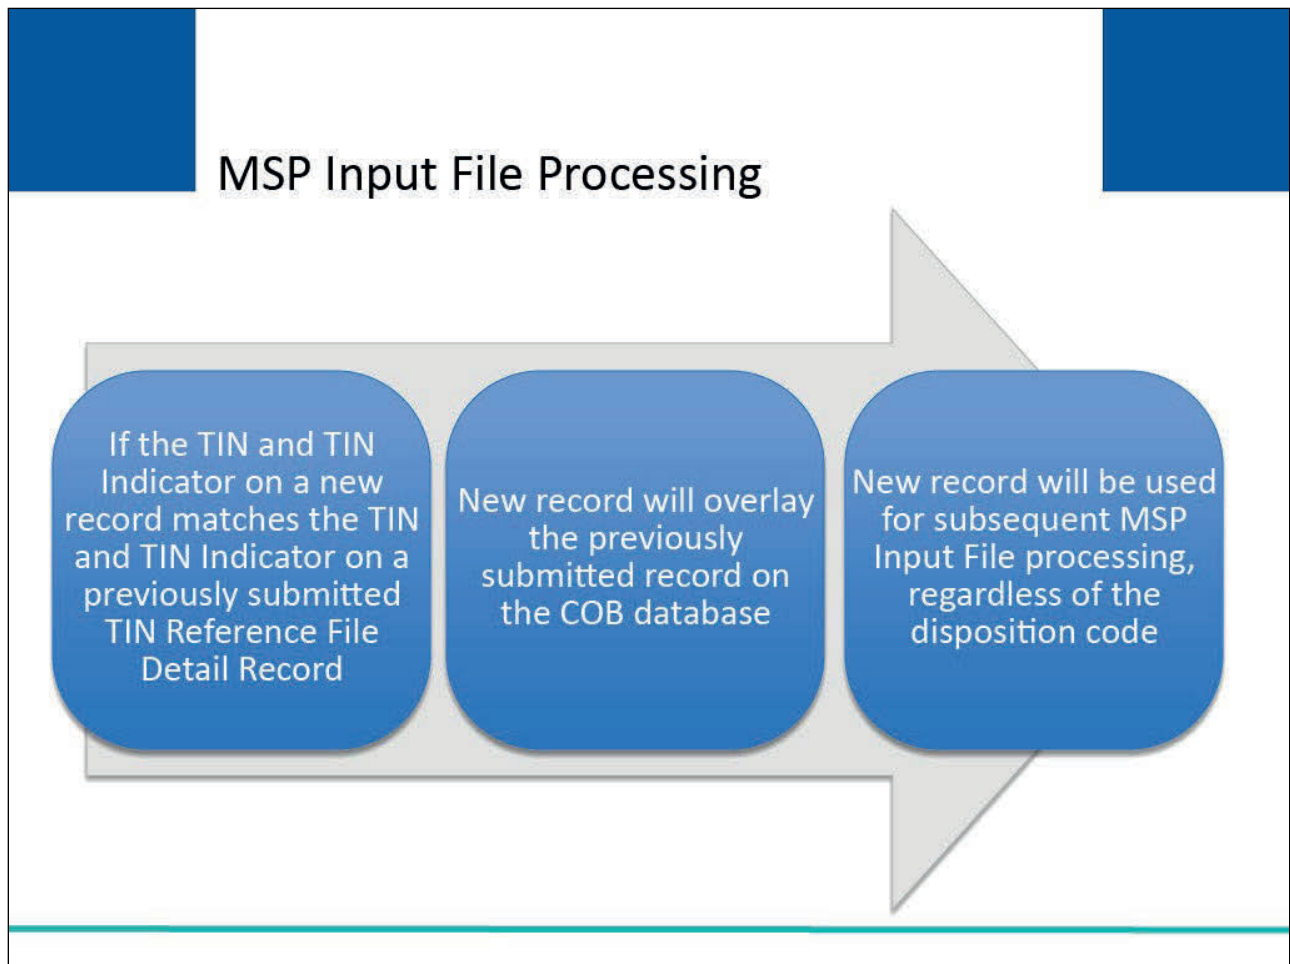 MSP Input File Processing
If the TIN and TIN
Indicator on a new
record matches the TIN
and TIN Indicator on a
previously submitted
TIN Reference File
Detail Record
New record will overlay
the previously
submitted record on
the COB database
New record will be used
for subsequent MSP
Input File processing,
regardless of the
disposition code